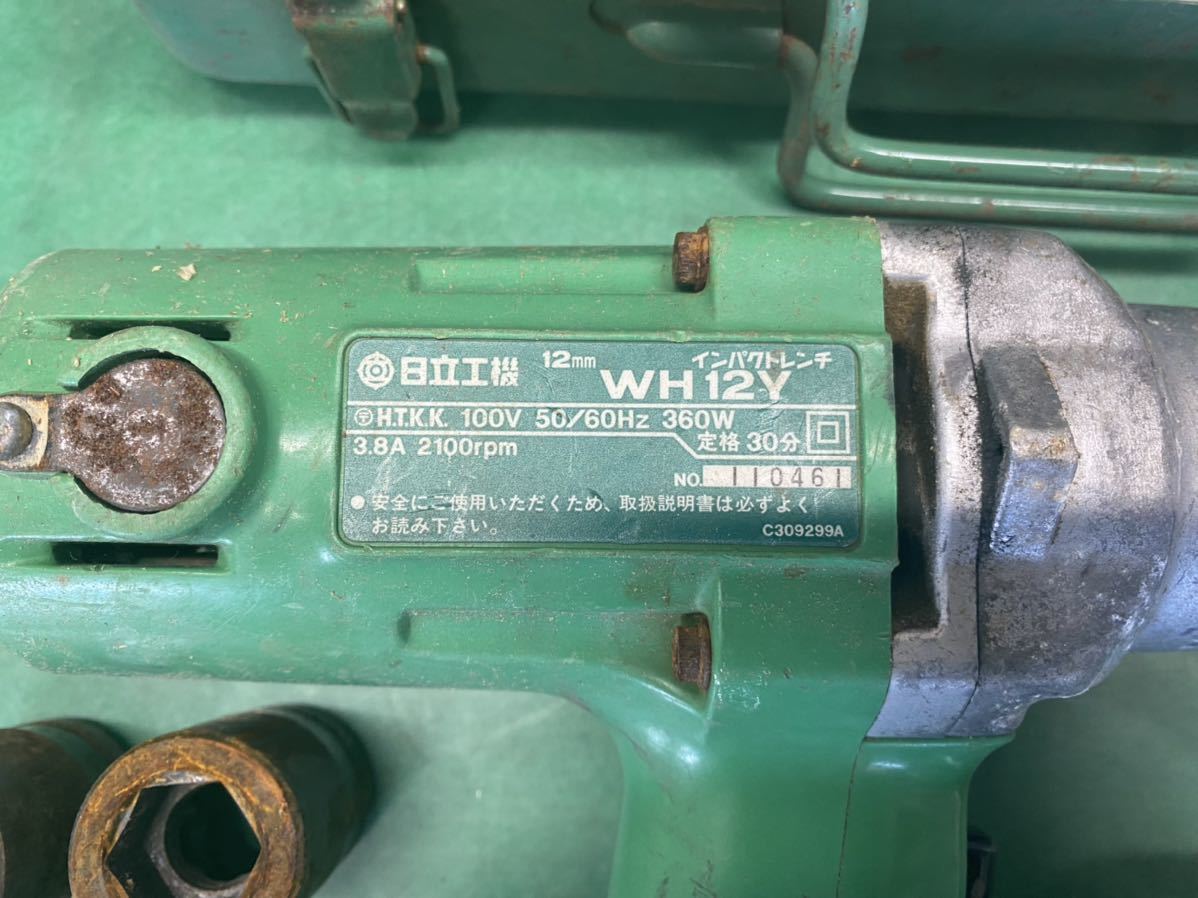 日立工機 12mm インパクトレンチ
WH 12Y
〒 H.T.K.K. 100V 50/60Hz 360W
3.8A 2100rpm 定格 30分
NO. 110461
● 安全にご使用いただくため、取扱説明書は必ずよく
お読み下さい。
C309299A